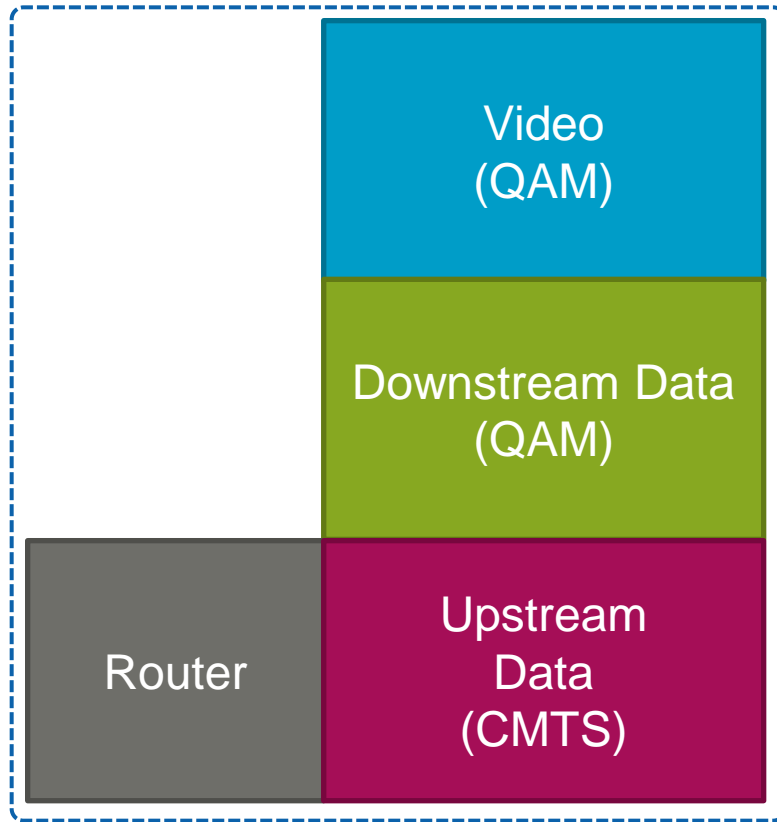 Video
(QAM)
Downstream Data
(QAM)
Router
Upstream
Data
(CMTS)